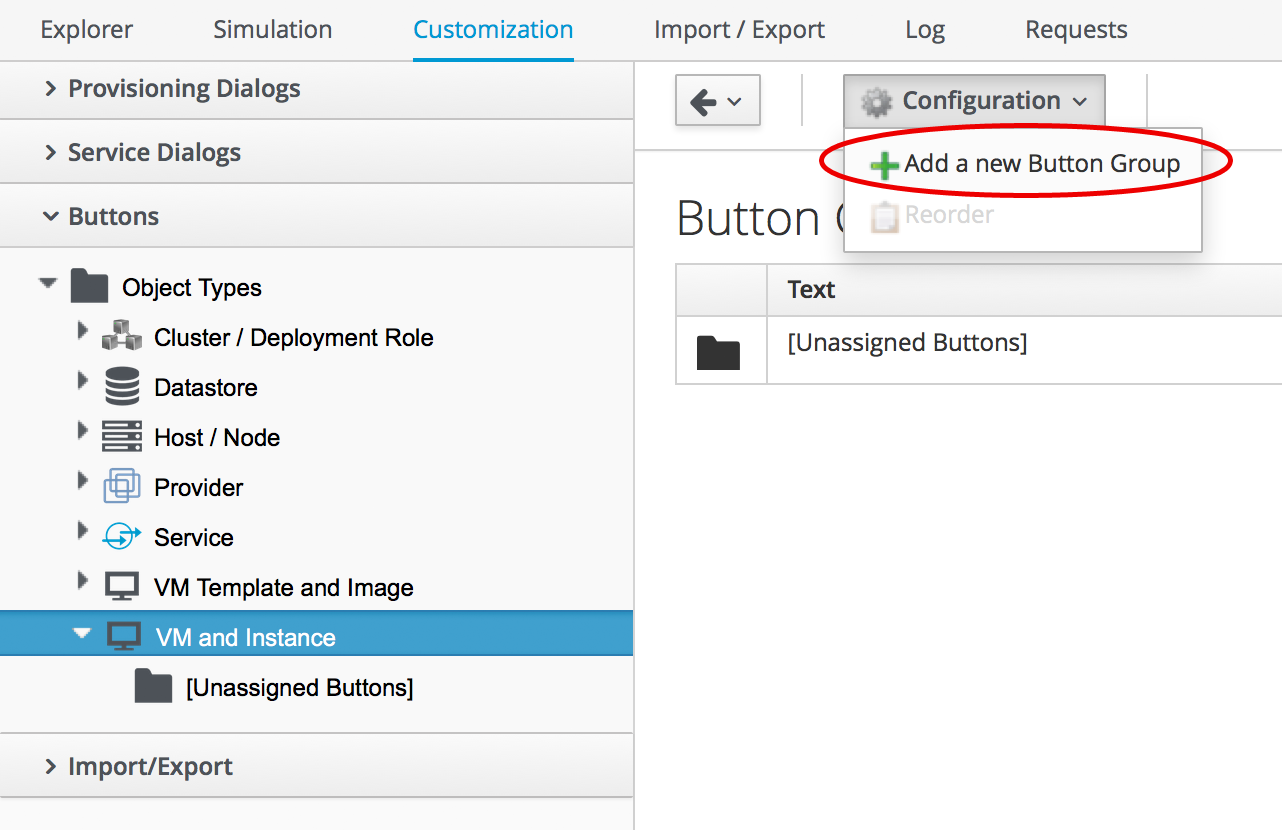 Explorer Simulation Customization Import / Export Log Requests
Provisioning Dialogs
Service Dialogs
Buttons
Object Types
Cluster / Deployment Role
Datastore
Host / Node
Provider
Service
VM Template and Image
VM and Instance
[Unassigned Buttons]
Import/Export
Configuration
Add a new Button Group
Reorder
Button
Text
[Unassigned Buttons]